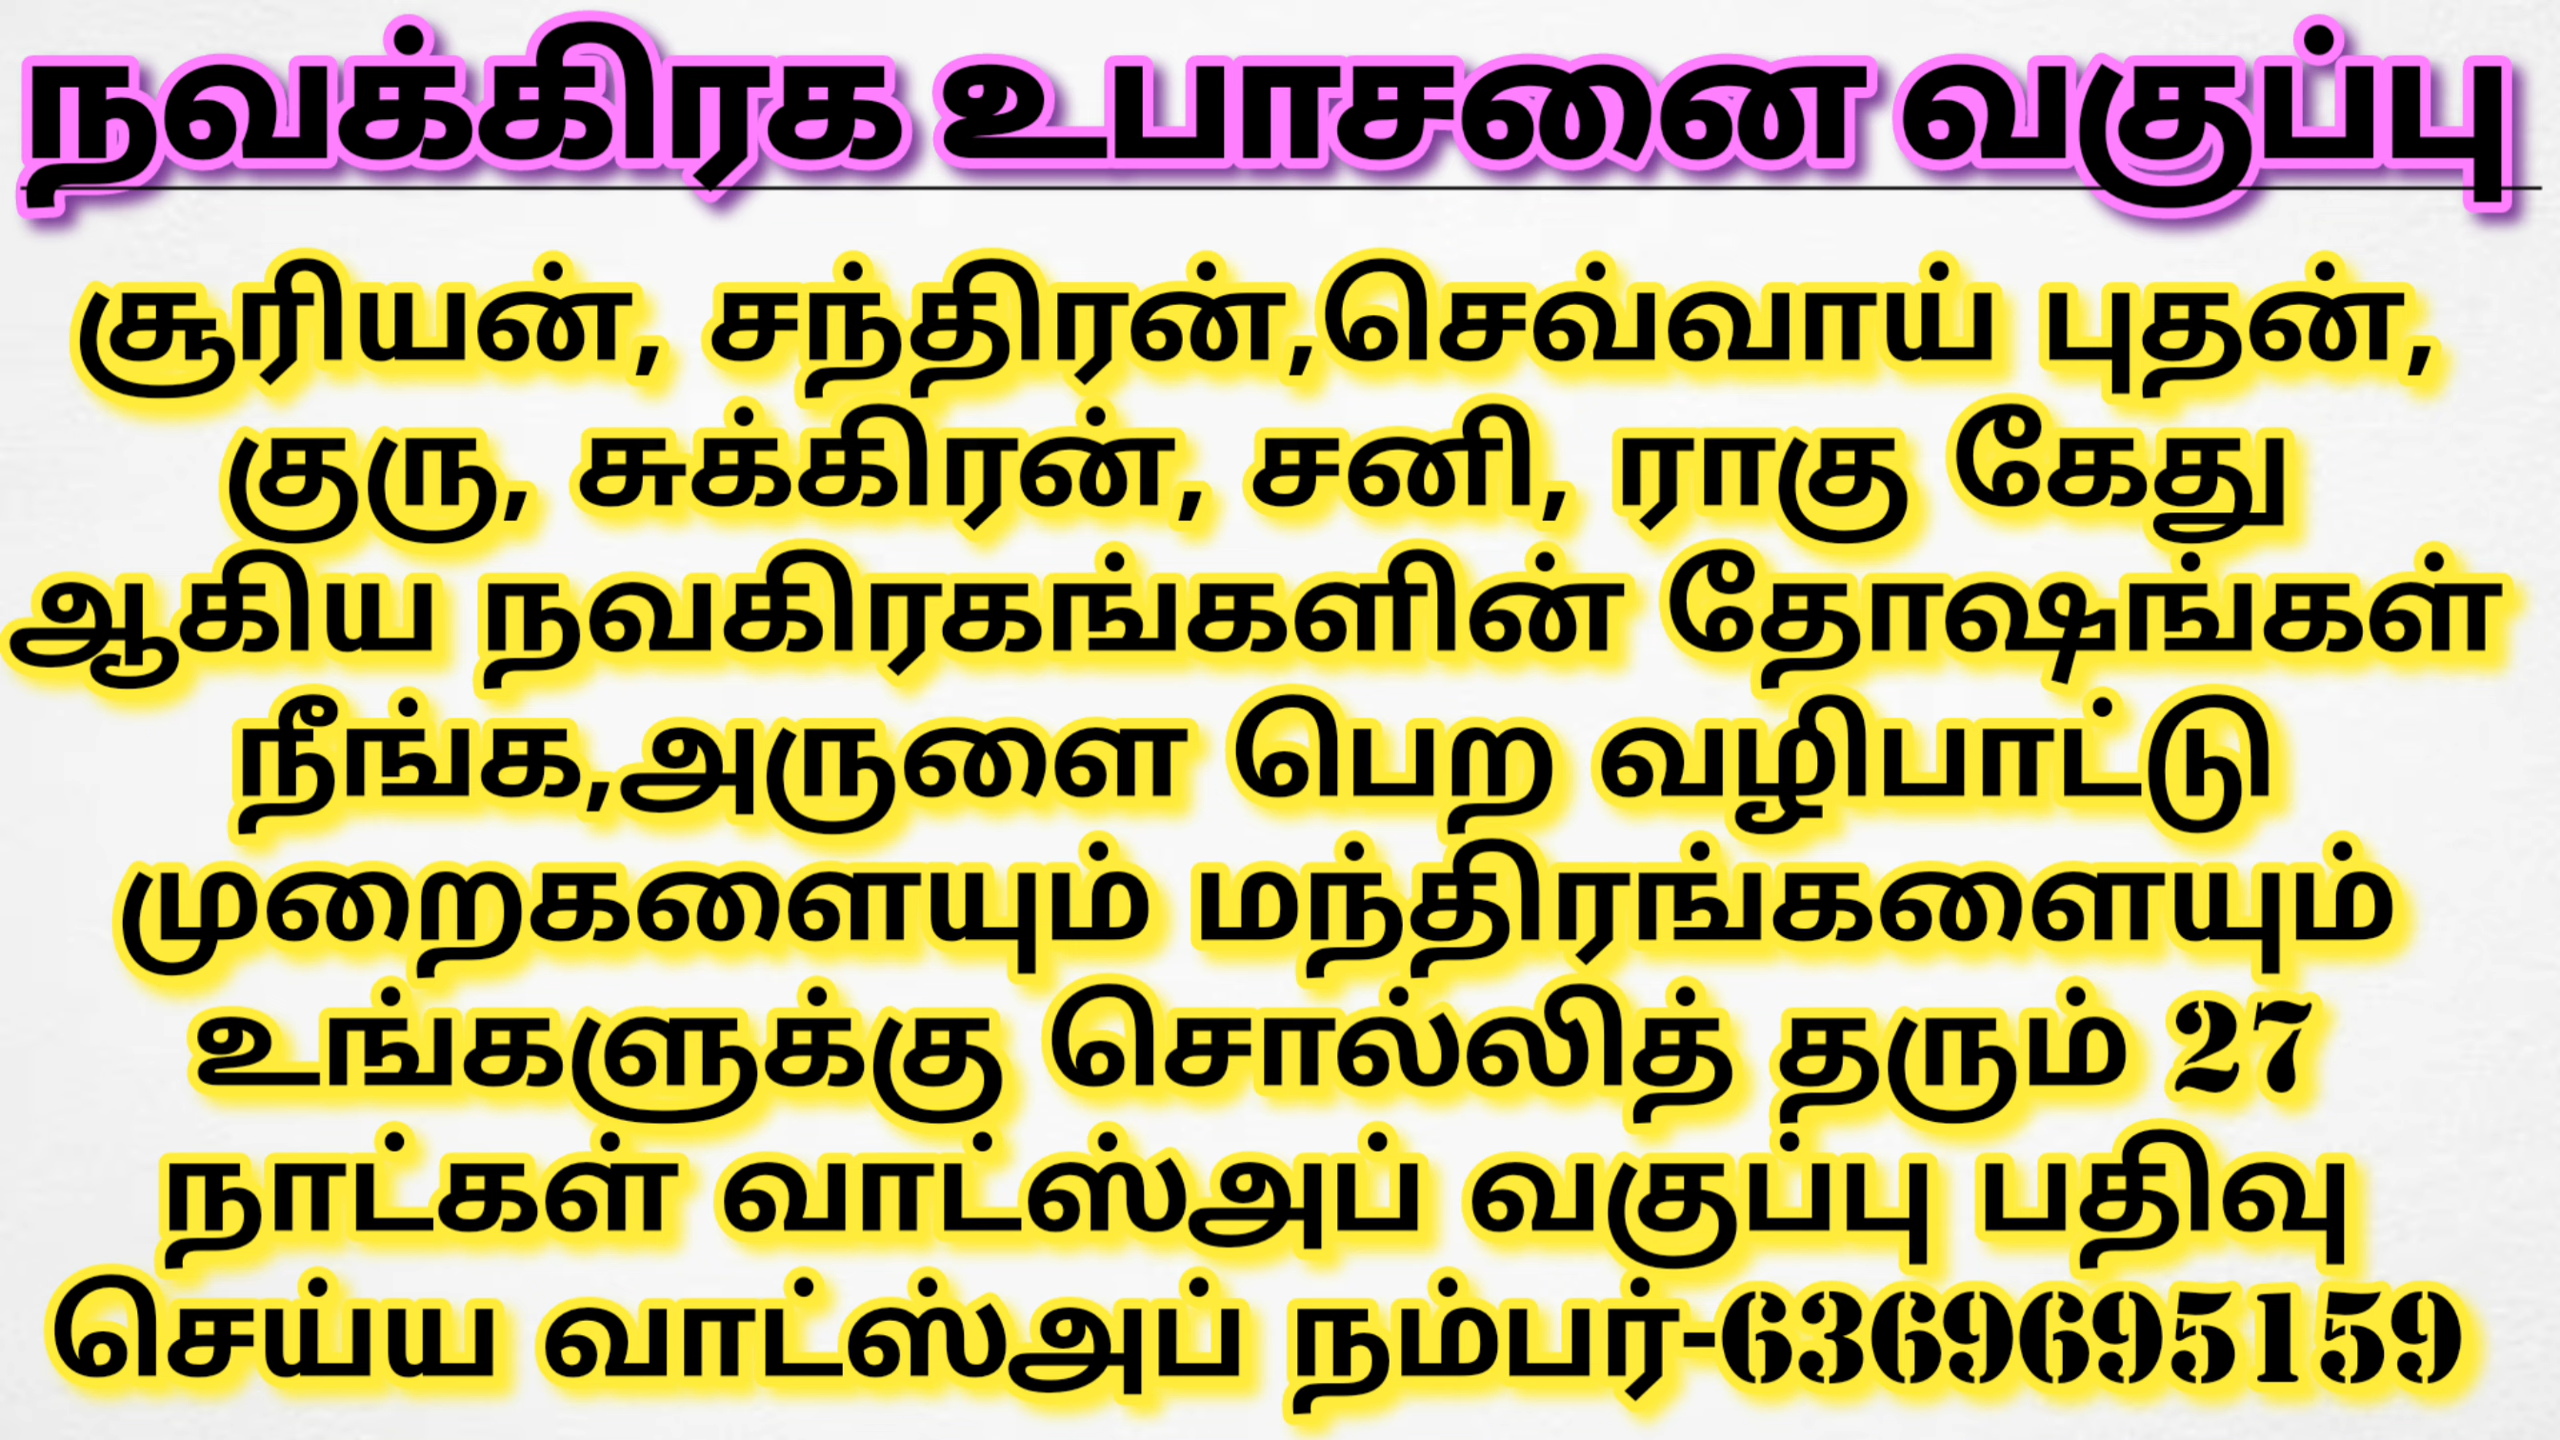 நவக்கிரக உபாசனை வகுப்பு
சூரியன், சந்திரன்,செவ்வாய் புதன்,
குரு, சுக்கிரன், சனி, ராகு கேது
ஆகிய நவகிரகங்களின் தோஷங்கள்
நீங்க,அருளை பெற வழிபாட்டு
முறைகளையும் மந்திரங்களையும்
உங்களுக்கு சொல்லித் தரும் 27
நாட்கள் வாட்ஸ்அப் வகுப்பு பதிவு
செய்ய வாட்ஸ்அப் நம்பர்-6369695159